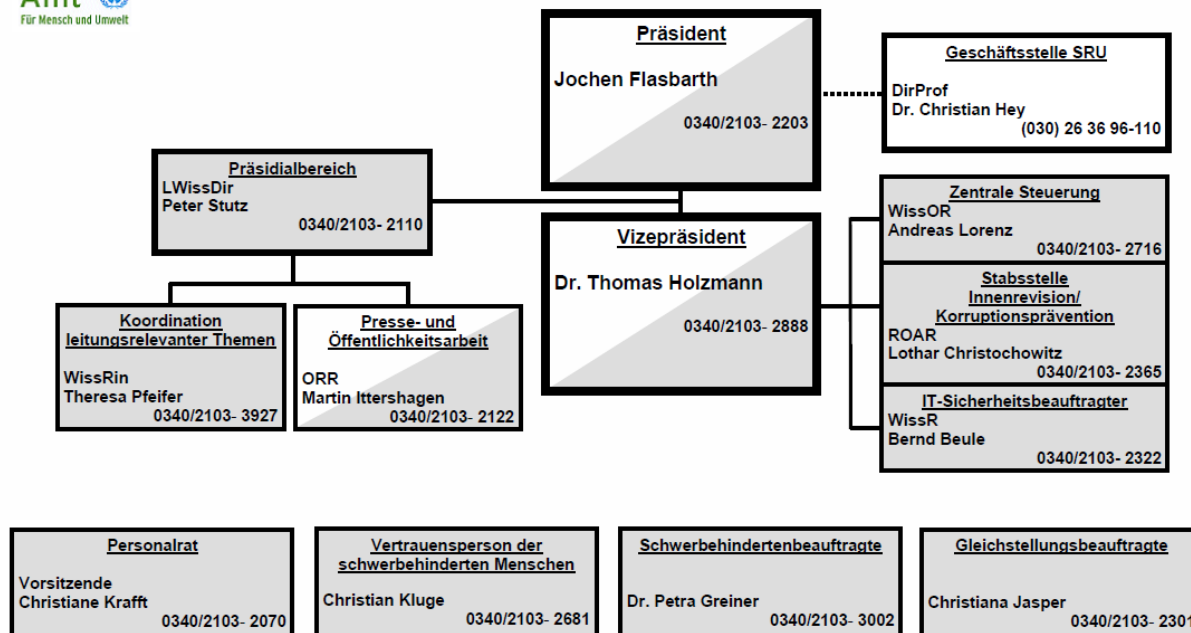 Amt
Für Mensch und Umwelt
Präsident
Jochen Flasbarth
0340/2103- 2203
Geschäftsstelle SRU
DirProf
Dr. Christian Hey
(030) 26 36 96-110
Präsidialbereich
LWissDir
Peter Stutz
0340/2103- 2110
Vizepräsident
Dr. Thomas Holzmann
0340/2103- 2888
Zentrale Steuerung
WissOR
Andreas Lorenz
0340/2103- 2716
Stabsstelle
Innenrevision/
Korruptionsprävention
ROAR
Lothar Christochowitz
0340/2103- 2365
IT-Sicherheitsbeauftragter
WissR
Bernd Beule
0340/2103- 2322
Koordination
leitungsrelevanter Themen
WissRin
Theresa Pfeifer
0340/2103- 3927
Presse- und
Öffentlichkeitsarbeit
ORR
Martin Ittershagen
0340/2103- 2122
Personalrat
Vorsitzende
Christiane Krafft
0340/2103- 2070
Vertrauensperson der
schwerbehinderten Menschen
Christian Kluge
0340/2103- 2681
Schwerbehindertenbeauftragte
Dr. Petra Greiner
0340/2103- 3002
Gleichstellungsbeauftragte
Christiana Jasper
0340/2103- 2301